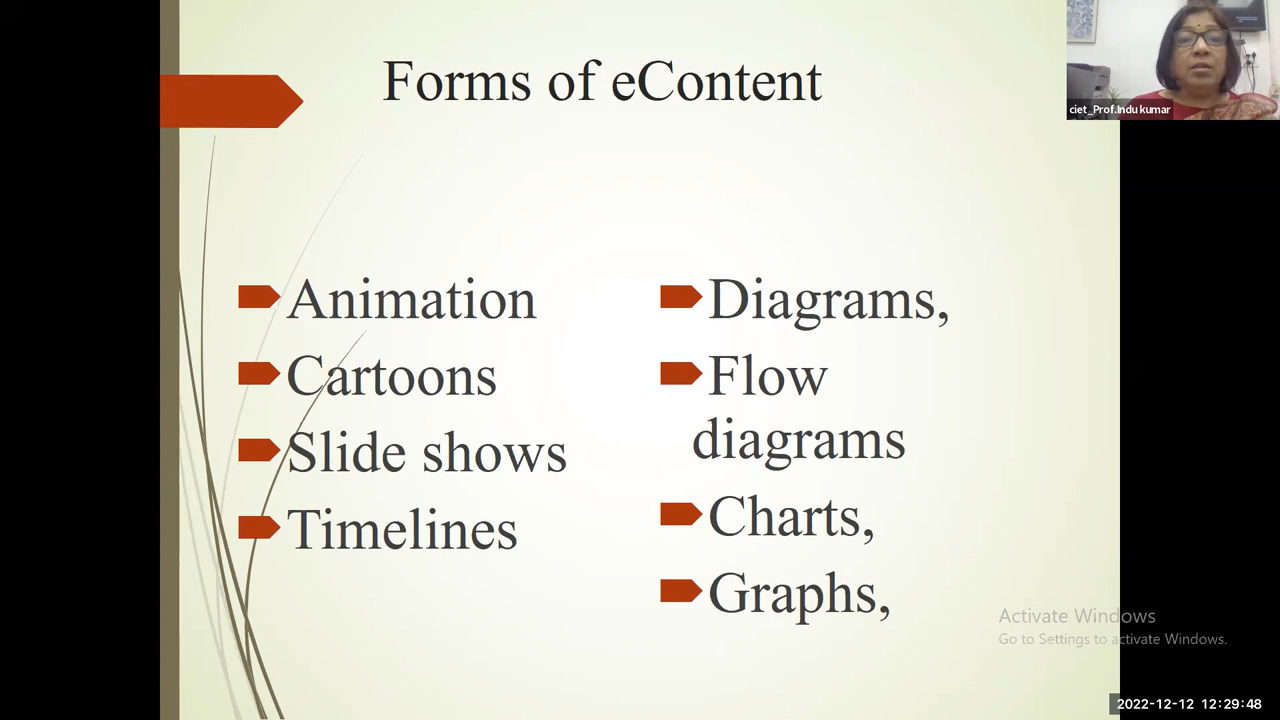 Forms of eContent
ciet_Prof.Indu kumar
Animation
Cartoons
Slide shows
Timelines
Diagrams,
Flow
diagrams
Charts,
Graphs,
Activate Windows
Go to Settings to activate Windows.
2022-12-12 12:29:48